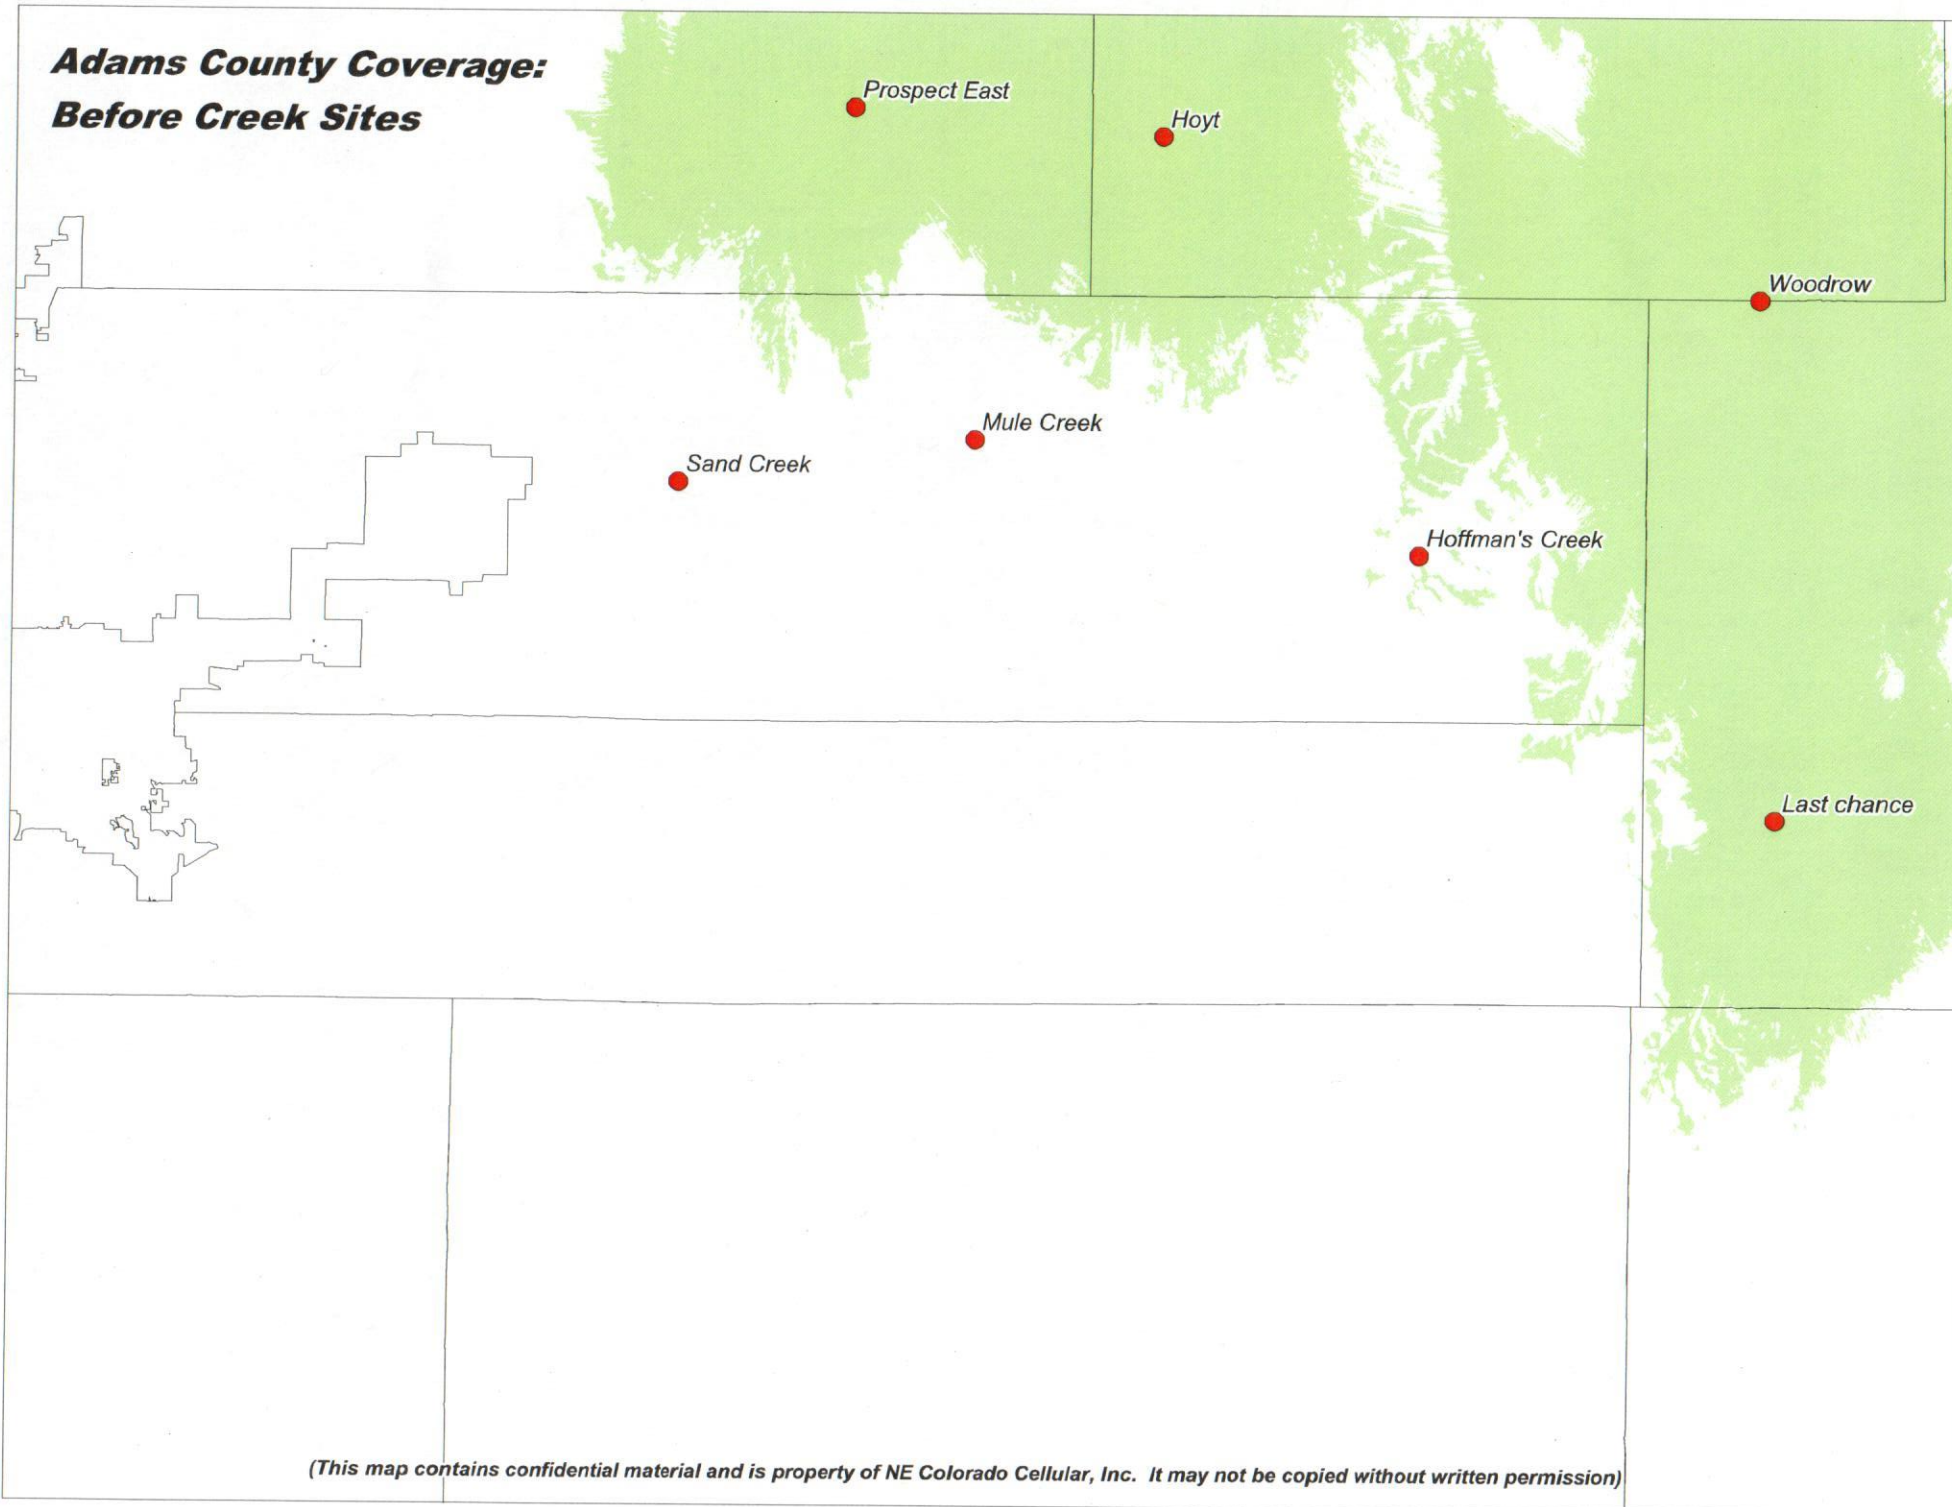 Adams County Coverage:
Before Creek Sites
Prospect East
Hoyt
Woodrow
Mule Creek
Sand Creek
Hoffman's Creek
Last chance
(This map contains confidential material and is property of NE Colorado Cellular, Inc. It may not be copied without written permission)